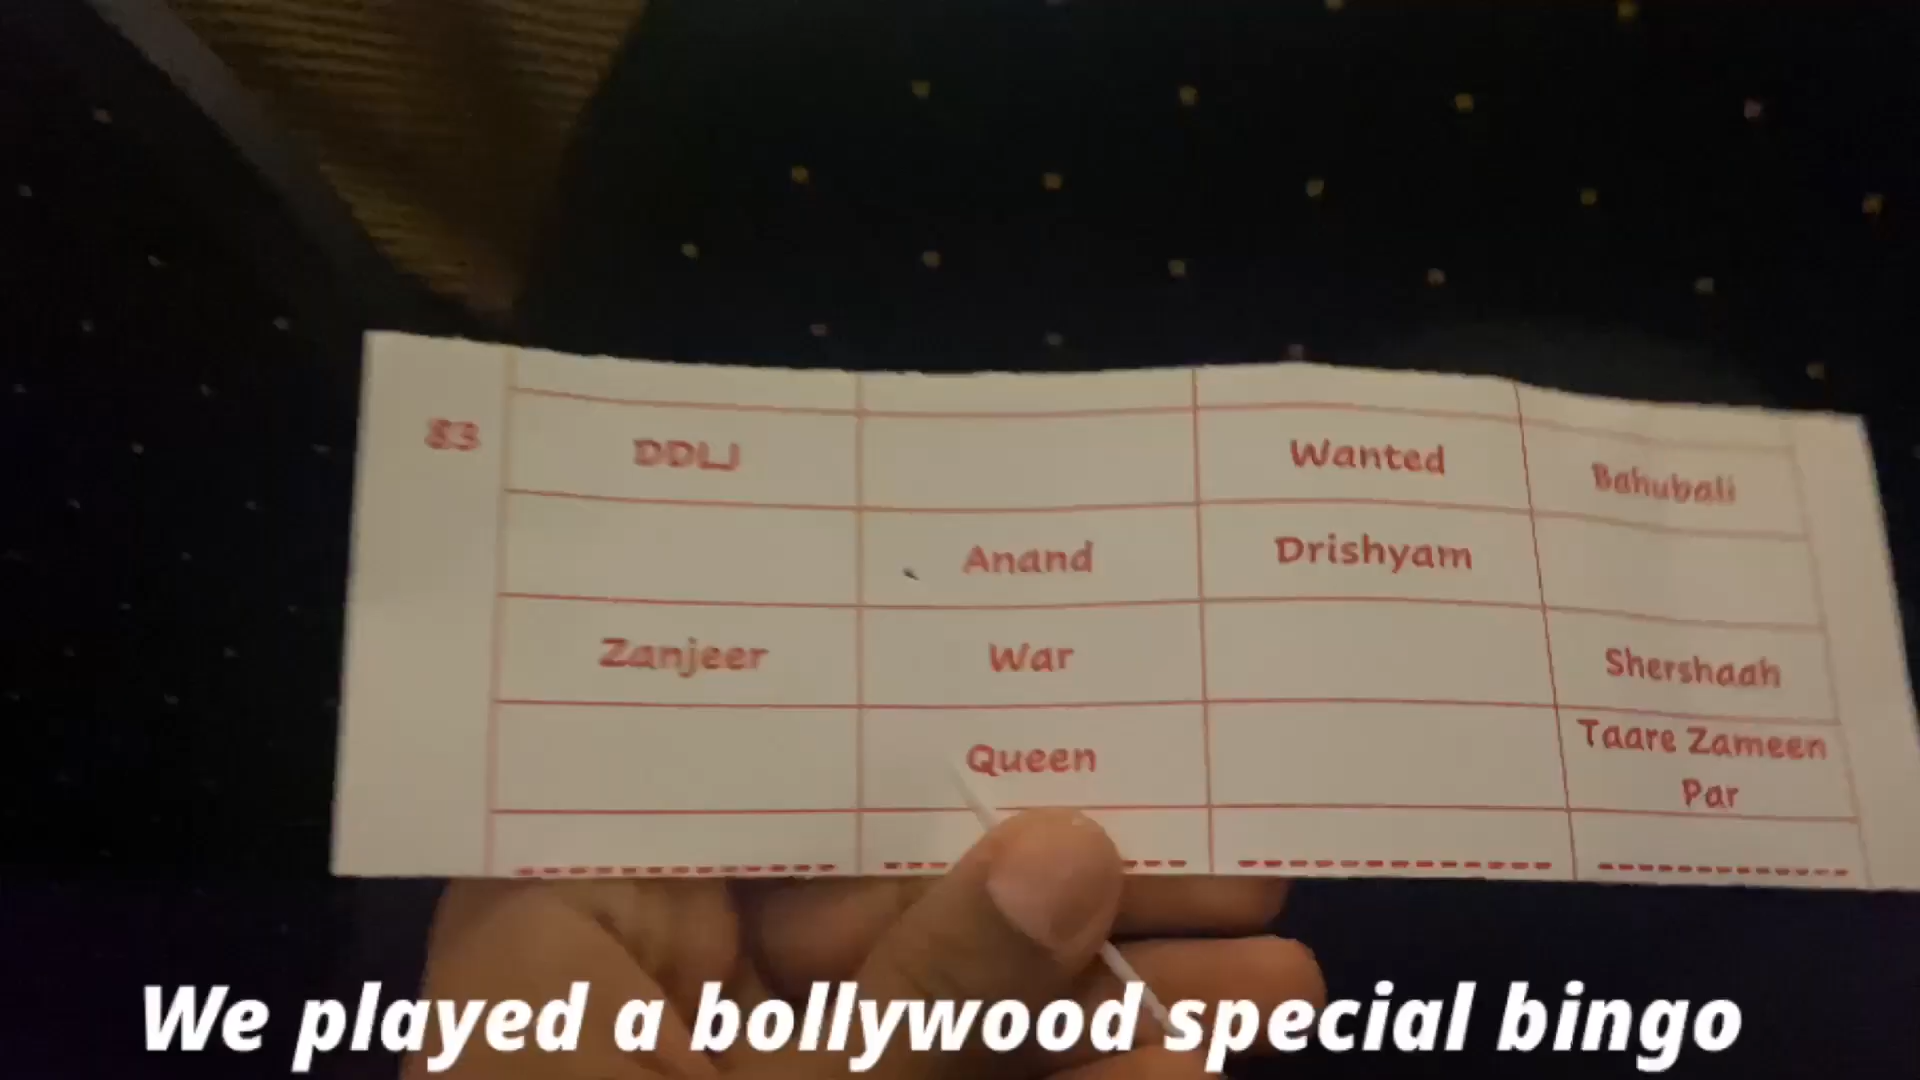 83 DDLJ Wanted Bahubali
Anand Drishyam
Zanjeer War Shershaah
Queen Taare Zameen
Par
We played a bollywood special bingo